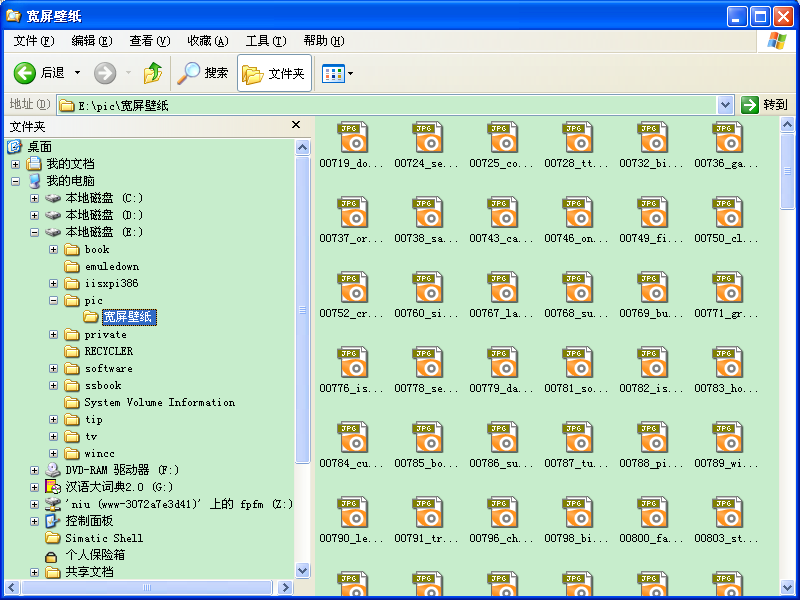 宽屏壁纸
文件(F) 编辑(E) 查看(V) 收藏(A) 工具(T) 帮助(H)
后退 搜索 文件夹
地址(D) E:\pic\宽屏壁纸 转到
文件夹
桌面
我的文档
我的电脑
本地磁盘 (C:)
本地磁盘 (D:)
本地磁盘 (E:)
book
emuledown
iisxpi386
pic
宽屏壁纸
private
RECYCLER
software
ssbook
System Volume Information
tip
tv
wincc
DVD-RAM 驱动器 (F:)
汉语大词典2.0 (G:)
'niu (www-3072a7e3d41)' 上的 fpfm (Z:)
控制面板
Simatic Shell
个人保险箱
共享文档
JPG JPG JPG JPG JPG JPG
00719_do... 00724_se... 00725_co... 00728_tt... 00732_bi... 00736_ga...
JPG JPG JPG JPG JPG JPG
00737_or... 00738_sa... 00743_ca... 00746_on... 00749_fi... 00750_cl...
JPG JPG JPG JPG JPG JPG
00752_cr... 00760_si... 00767_la... 00768_su... 00769_bu... 00771_gr...
JPG JPG JPG JPG JPG JPG
00776_is... 00778_se... 00779_da... 00781_so... 00782_is... 00783_ho...
JPG JPG JPG JPG JPG JPG
00784_cu... 00785_bo... 00786_su... 00787_tu... 00788_pi... 00789_wi...
JPG JPG JPG JPG JPG JPG
00790_le... 00791_tr... 00796_ch... 00798_bi... 00800_fa... 00803_st...
JPG JPG JPG JPG JPG JPG